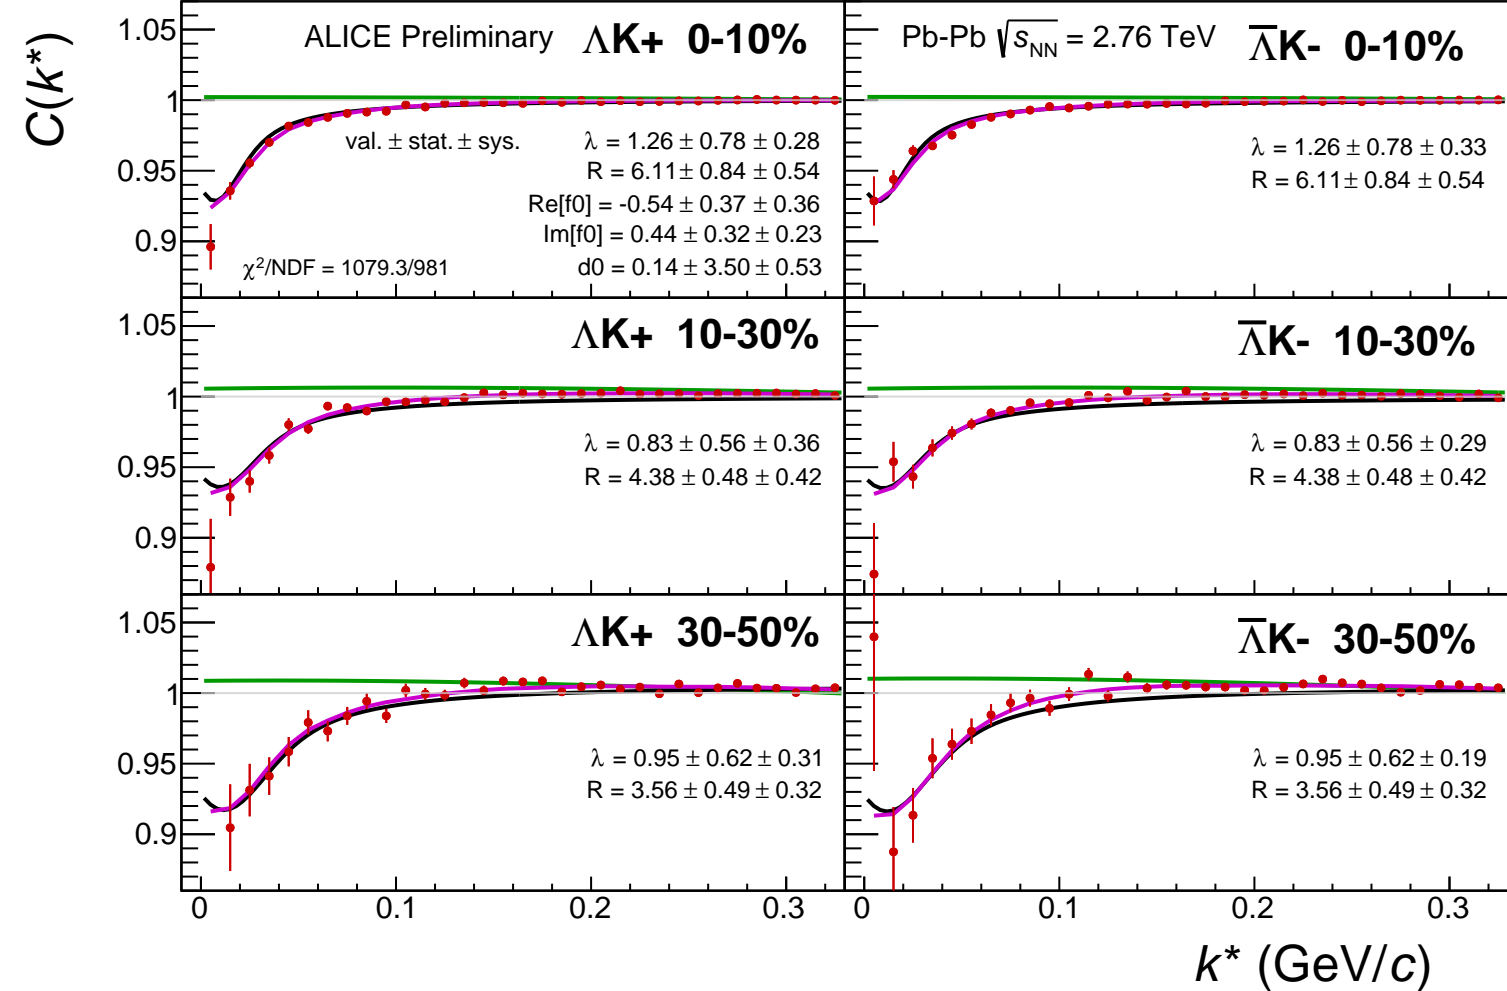 C(k*)
ALICE Preliminary ΛK+ 0-10%
1.05
1
0.95
0.9
val. ± stat. ± sys.
λ = 1.26 ± 0.78 ± 0.28
R = 6.11± 0.84 ± 0.54
Re[f0] = -0.54 ± 0.37 ± 0.36
Im[f0] = 0.44 ± 0.32 ± 0.23
d0 = 0.14 ± 3.50 ± 0.53
χ²/NDF = 1079.3/981
Pb-Pb √sNN = 2.76 TeV Λ̅K- 0-10%
λ = 1.26 ± 0.78 ± 0.33
R = 6.11± 0.84 ± 0.54
ΛK+ 10-30%
1.05
1
0.95
0.9
λ = 0.83 ± 0.56 ± 0.36
R = 4.38 ± 0.48 ± 0.42
Λ̅K- 10-30%
λ = 0.83 ± 0.56 ± 0.29
R = 4.38 ± 0.48 ± 0.42
ΛK+ 30-50%
1.05
1
0.95
0.9
λ = 0.95 ± 0.62 ± 0.31
R = 3.56 ± 0.49 ± 0.32
Λ̅K- 30-50%
λ = 0.95 ± 0.62 ± 0.19
R = 3.56 ± 0.49 ± 0.32
0 0.1 0.2 0.3 0 0.1 0.2 0.3
k* (GeV/c)